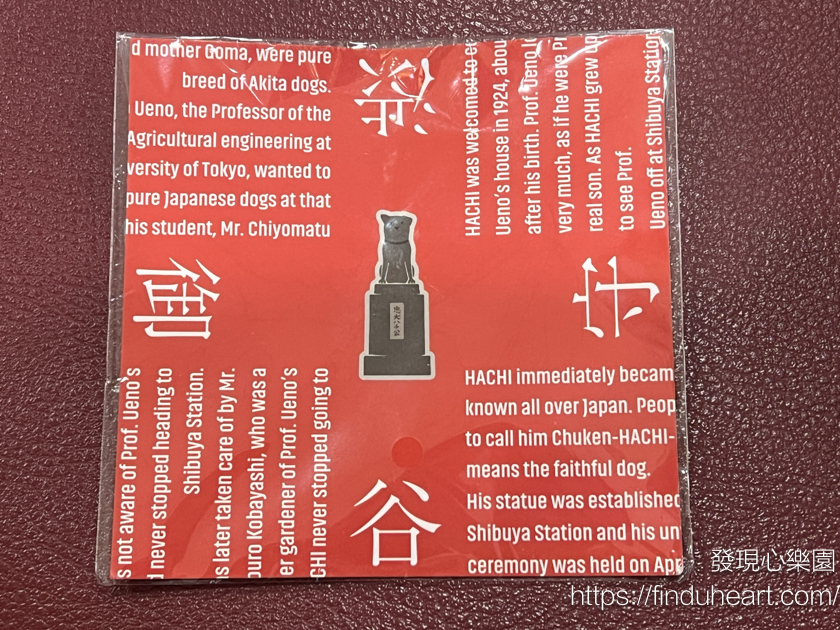 d mother Goma, were pure
breed of Akita dogs.
Ueno, the Professor of the
Agricultural engineering at
versity of Tokyo, wanted to
pure Japanese dogs at that
his student, Mr. Chiyomatu
渋
HACHI was welcomed to
Ueno's house in 1924, abou
after his birth. Prof. Ueno
very much, as if he were P
real son. As HACHI grew up
to see Prof.
Ueno off at Shibuya Station
御
忠犬ハチ公
守
s not aware of Prof. Ueno's
d never stopped heading to
Shibuya Station.
s later taken care of by Mr.
ouro Kobayashi, who was a
er gardener of Prof. Ueno's
CHI never stopped going to
谷
HACHI immediately becam
known all over Japan. Peop
to call him Chuken-HACHI-
means the faithful dog.
His statue was established
Shibuya Station and his un
ceremony was held on Apr
發現心樂園
https://finduheart.com/